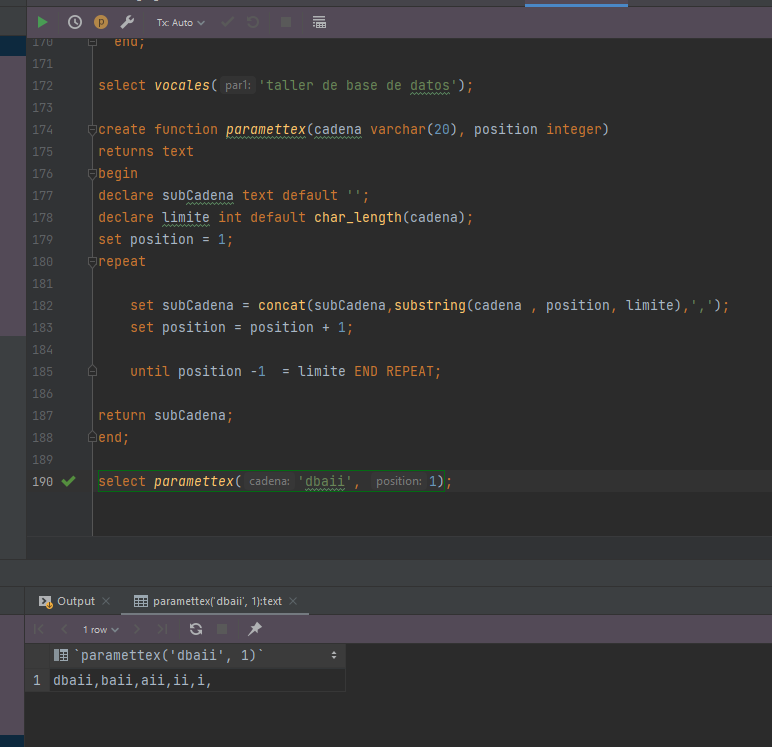 Tx: Auto
170 end;
171
172 select vocales( par1: 'taller de base de datos');
173
174 create function paramettex(cadena varchar(20), position integer)
175 returns text
176 begin
177 declare subCadena text default '';
178 declare limite int default char_length(cadena);
179 set position = 1;
180 repeat
181
182 set subCadena = concat(subCadena,substring(cadena , position, limite),',');
183 set position = position + 1;
184
185 until position -1  = limite END REPEAT;
186
187 return subCadena;
188 end;
189
190 select paramettex( cadena: 'dbaii', position: 1);
Output paramettex('dbaii', 1):text
1 row
`paramettex('dbaii', 1)`
1 dbaii,baii,aii,ii,i,